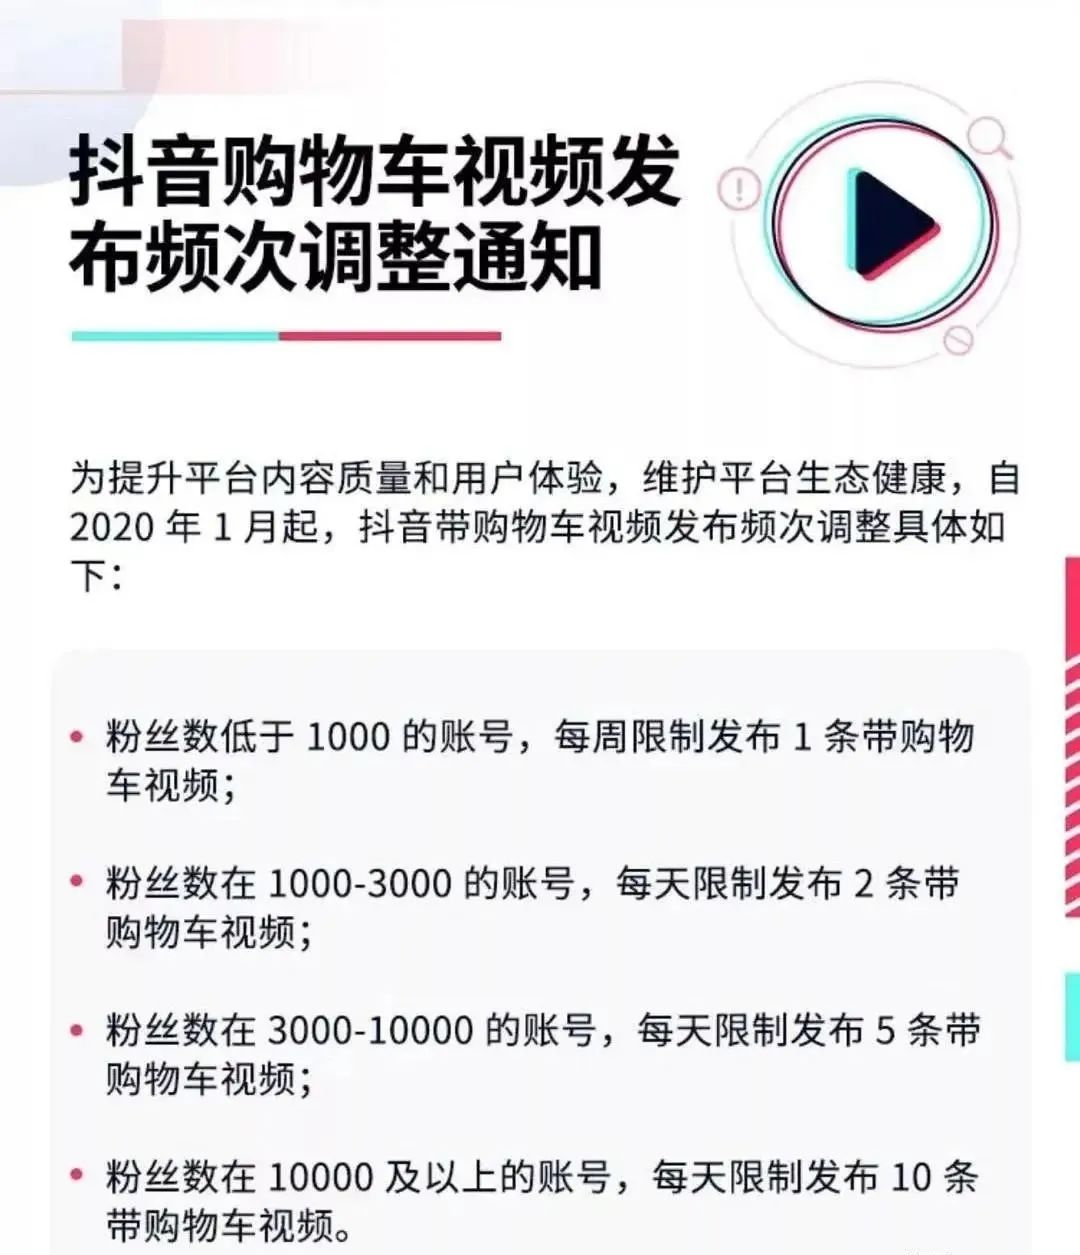 抖音购物车视频发
布频次调整通知
为提升平台内容质量和用户体验，维护平台生态健康，自
2020 年 1 月起，抖音带购物车视频发布频次调整具体如
下：
粉丝数低于 1000 的账号，每周限制发布 1 条带购物
车视频；
粉丝数在 1000-3000 的账号，每天限制发布 2 条带
购物车视频；
粉丝数在 3000-10000 的账号，每天限制发布 5 条带
购物车视频；
粉丝数在 10000 及以上的账号，每天限制发布 10 条
带购物车视频。